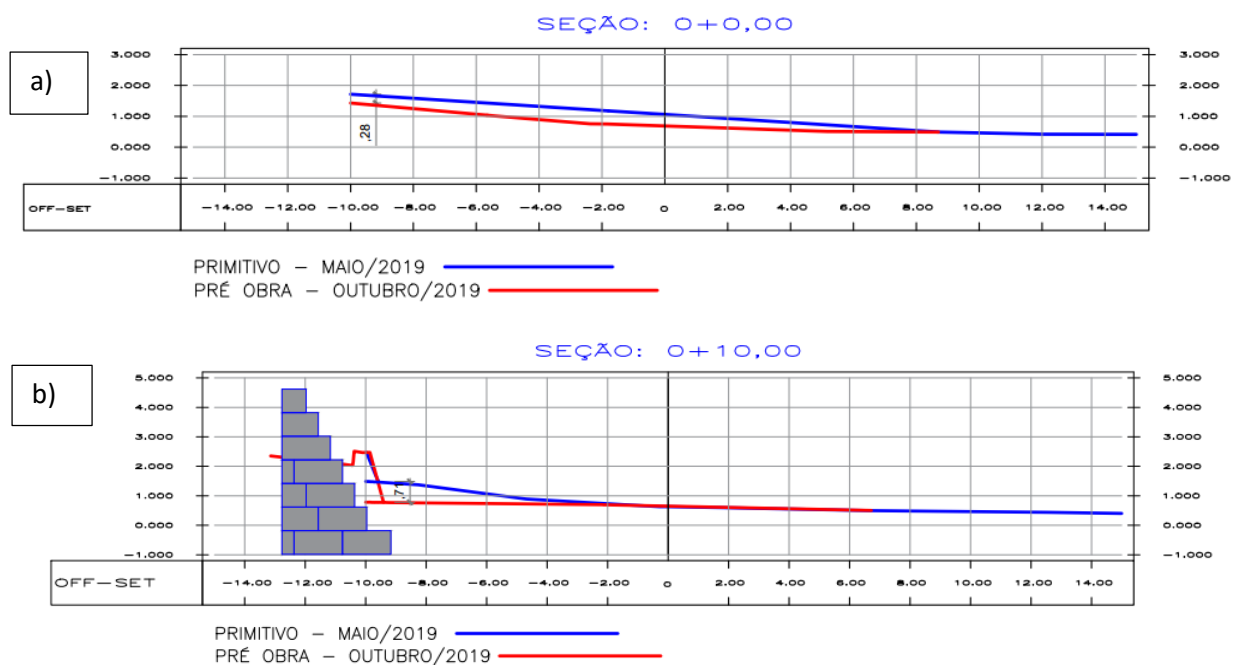 SEÇÃO: 0+0,00
a)
3.000 3.000
2.000 2.000
1.000 1.000
,28
0.000 0.000
-1.000 -1.000
OFF-SET -14.00 -12.00 -10.00 -8.00 -6.00 -4.00 -2.00 0 2.00 4.00 6.00 8.00 10.00 12.00 14.00
PRIMITIVO - MAIO/2019
PRÉ OBRA - OUTUBRO/2019
SEÇÃO: 0+10,00
b)
5.000 5.000
4.000 4.000
3.000 3.000
2.000 2.000
1.000 1.000
,71
0.000 0.000
-1.000 -1.000
OFF-SET -14.00 -12.00 -10.00 -8.00 -6.00 -4.00 -2.00 0 2.00 4.00 6.00 8.00 10.00 12.00 14.00
PRIMITIVO - MAIO/2019
PRÉ OBRA - OUTUBRO/2019